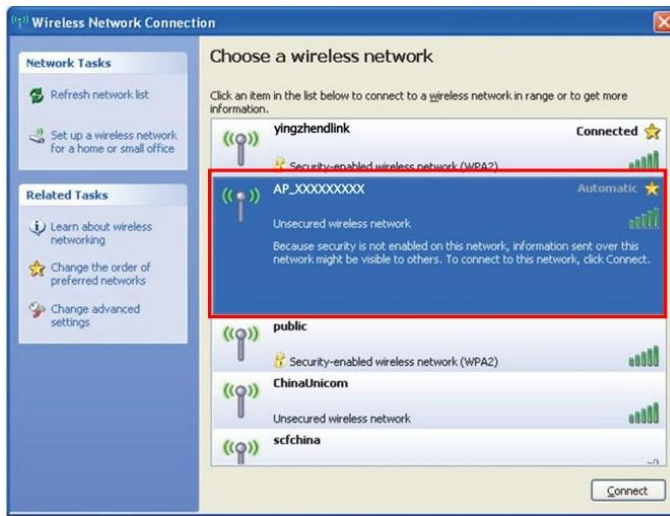 Wireless Network Connection
Network Tasks
Refresh network list
Set up a wireless network
for a home or small office
Related Tasks
Learn about wireless
networking
Change the order of
preferred networks
Change advanced
settings
Choose a wireless network
Click an item in the list below to connect to a wireless network in range or to get more
information.
yingzhendlink
Connected
Security-enabled wireless network (WPA2)
AP_XXXXXXXXX
Automatic
Unsecured wireless network
Because security is not enabled on this network, information sent over this
network might be visible to others. To connect to this network, click Connect.
public
Security-enabled wireless network (WPA2)
ChinaUnicom
Unsecured wireless network
scfchina
Connect